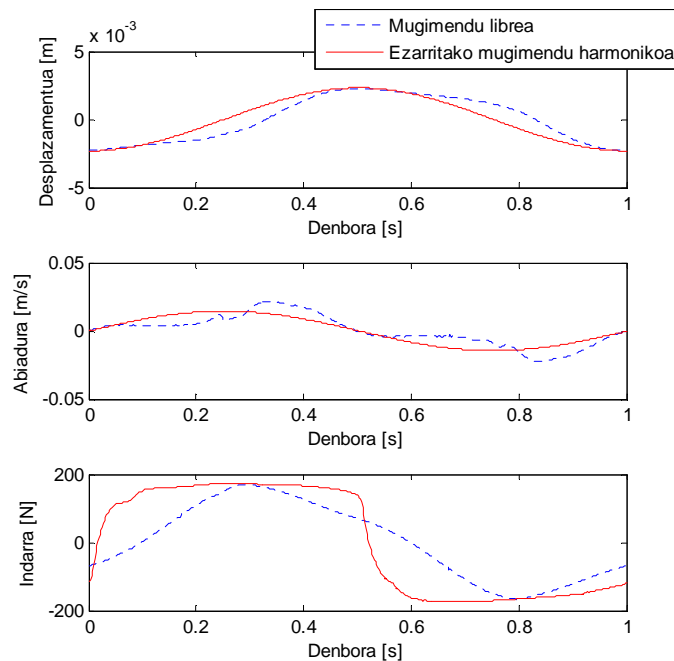 Mugimendu librea
Ezarritako mugimendu harmonikoa
x 10-3
5
0
-5
Desplazamentua [m]
0 0.2 0.4 0.6 0.8 1
Denbora [s]
0.05
0
-0.05
Abiadura [m/s]
0 0.2 0.4 0.6 0.8 1
Denbora [s]
200
0
-200
Indarra [N]
0 0.2 0.4 0.6 0.8 1
Denbora [s]